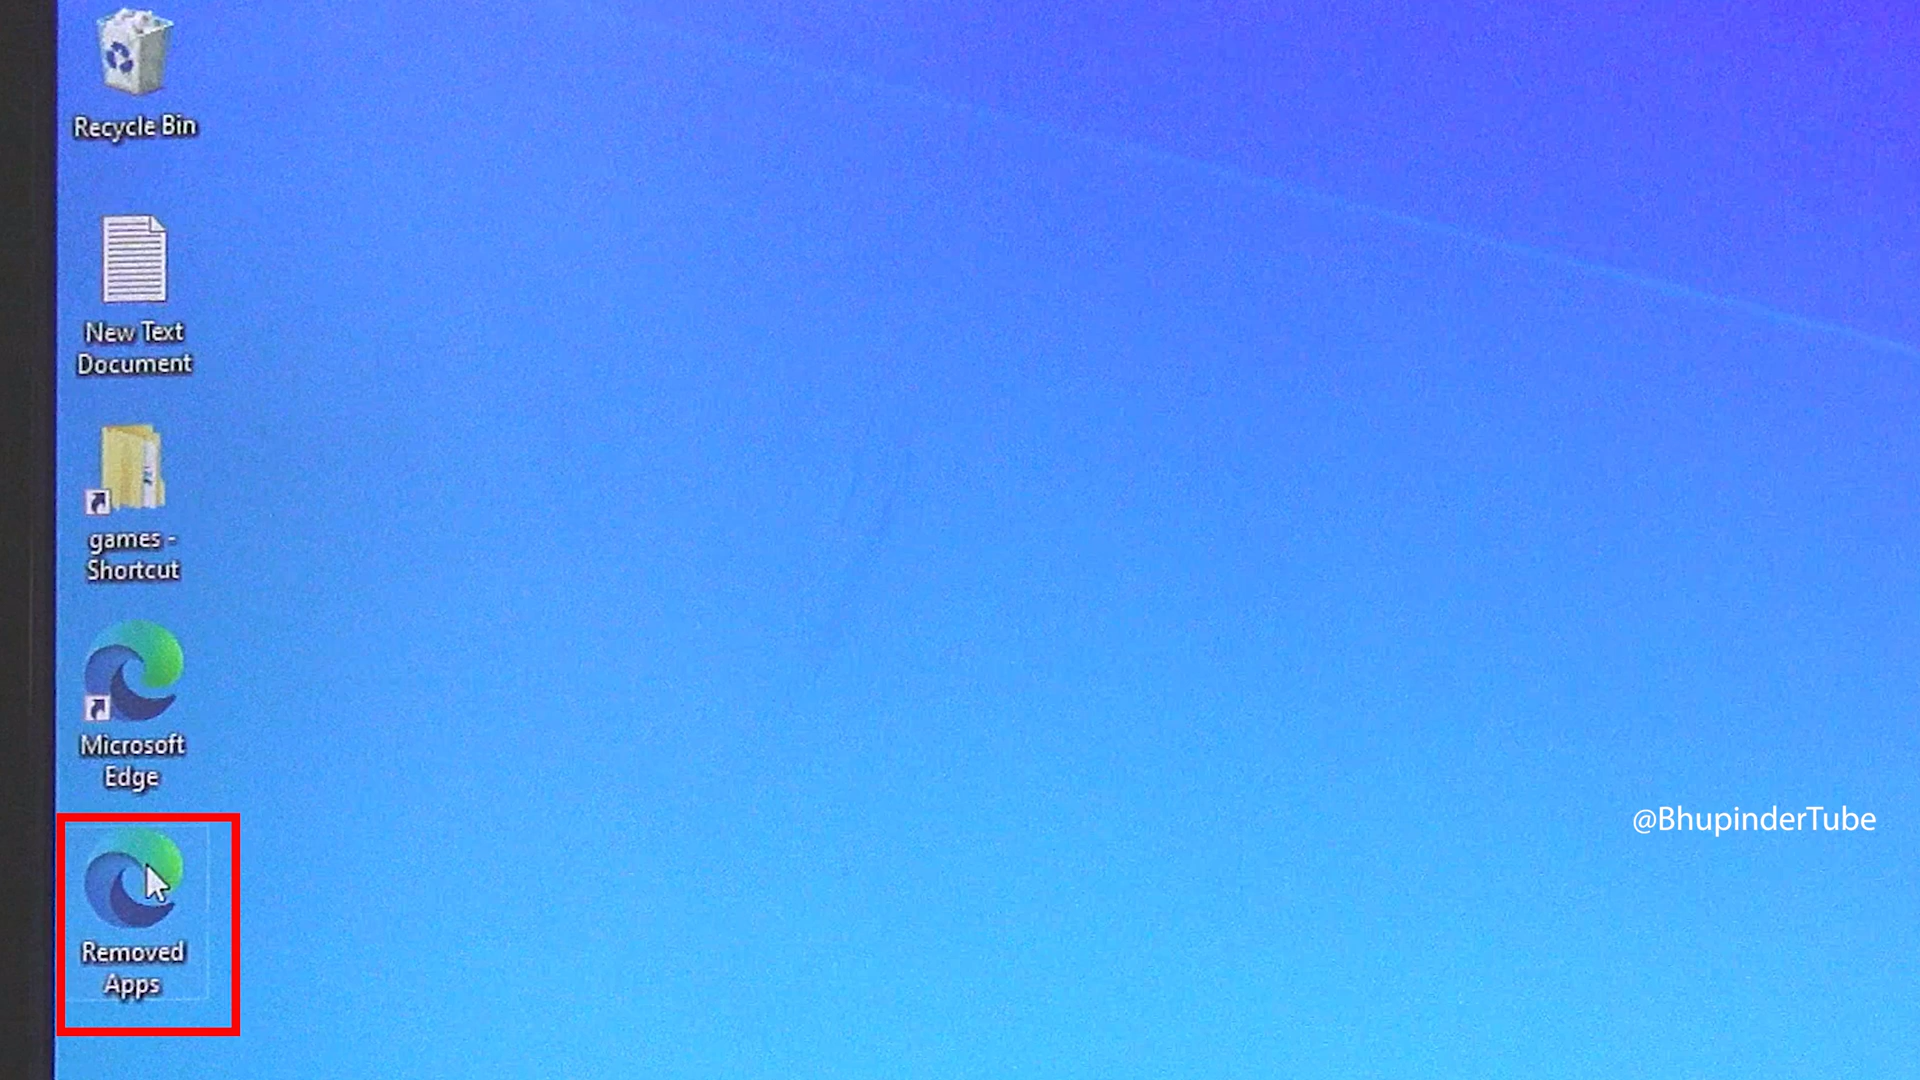 Recycle Bin
New Text
Document
games -
Shortcut
Microsoft
Edge
Removed
Apps
@BhupinderTube